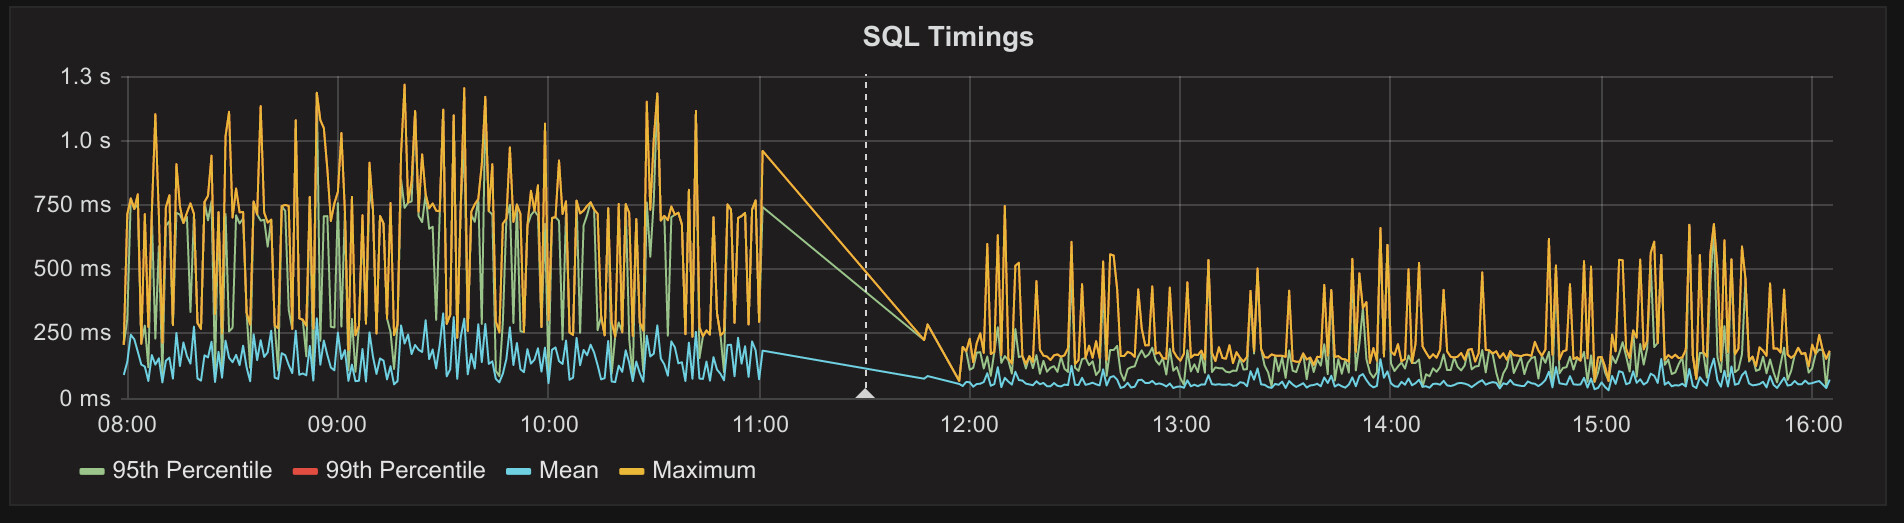 SQL Timings
1.3 s
1.0 s
750 ms
500 ms
250 ms
0 ms
08:00 09:00 10:00 11:00 12:00 13:00 14:00 15:00 16:00
95th Percentile 99th Percentile Mean Maximum